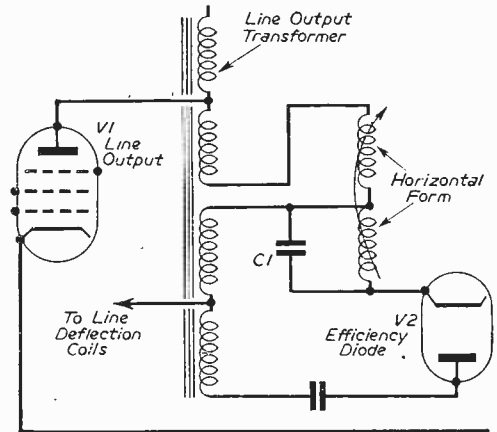 Line Output
Transformer
V1
Line
Output
Horizontal
Form
C1
To Line
Deflection
Coils
V2
Efficiency
Diode